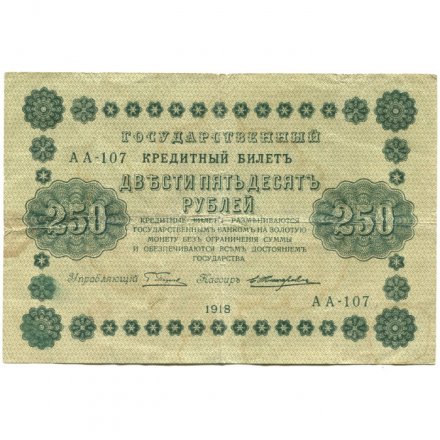 ГОСУДАРСТВЕННЫЙ
АА-107 КРЕДИТНЫЙ БИЛЕТЪ
ДВѢСТИ ПЯТЬДЕСЯТЪ
РУБЛЕЙ
250 250
КРЕДИТНЫЕ БИЛЕТЫ РАЗМѢНИВАЮТСЯ
ГОСУДАРСТВЕННЫМЪ БАНКОМЪ НА ЗОЛОТУЮ
МОНЕТУ БЕЗЪ ОГРАНИЧЕНІЯ СУММЫ
И ОБЕЗПЕЧИВАЮТСЯ ВСѢМЪ ДОСТОЯНІЕМЪ
ГОСУДАРСТВА
Управляющій Кассиръ
АА-107
1918